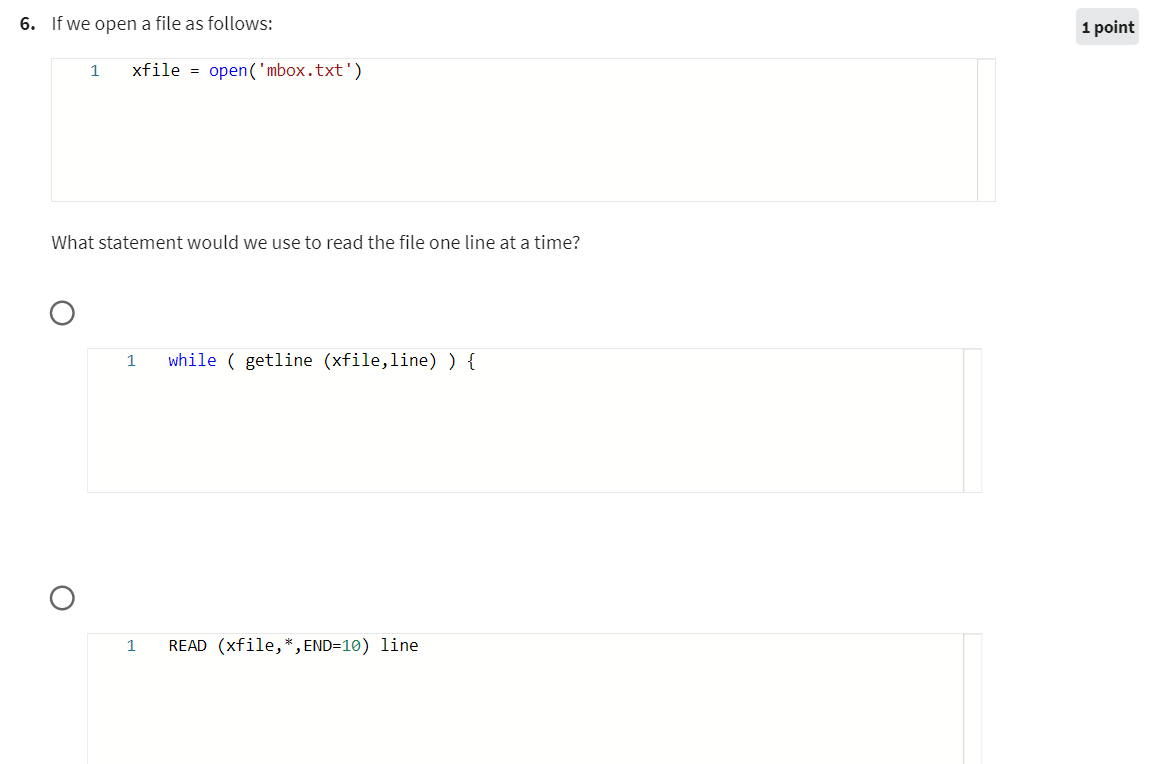 6. If we open a file as follows:
1 point
1 xfile = open('mbox.txt')
What statement would we use to read the file one line at a time?
1 while ( getline (xfile,line) ) {
1 READ (xfile,*,END=10) line